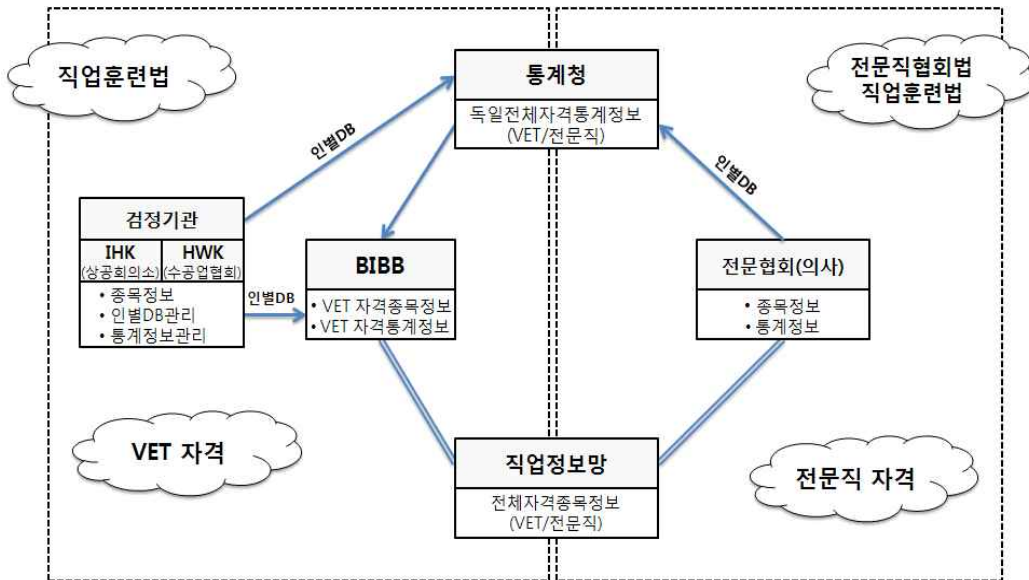 직업훈련법
통계청
독일전체자격통계정보
(VET/전문직)
전문직협회법
직업훈련법
인별DB
인별DB
검정기관
IHK
(상공회의소)
HWK
(수공업협회)
• 종목정보
• 인별DB관리
• 통계정보관리
인별DB
BIBB
• VET 자격종목정보
• VET 자격통계정보
전문협회(의사)
• 종목정보
• 통계정보
VET 자격
직업정보망
전체자격종목정보
(VET/전문직)
전문직 자격